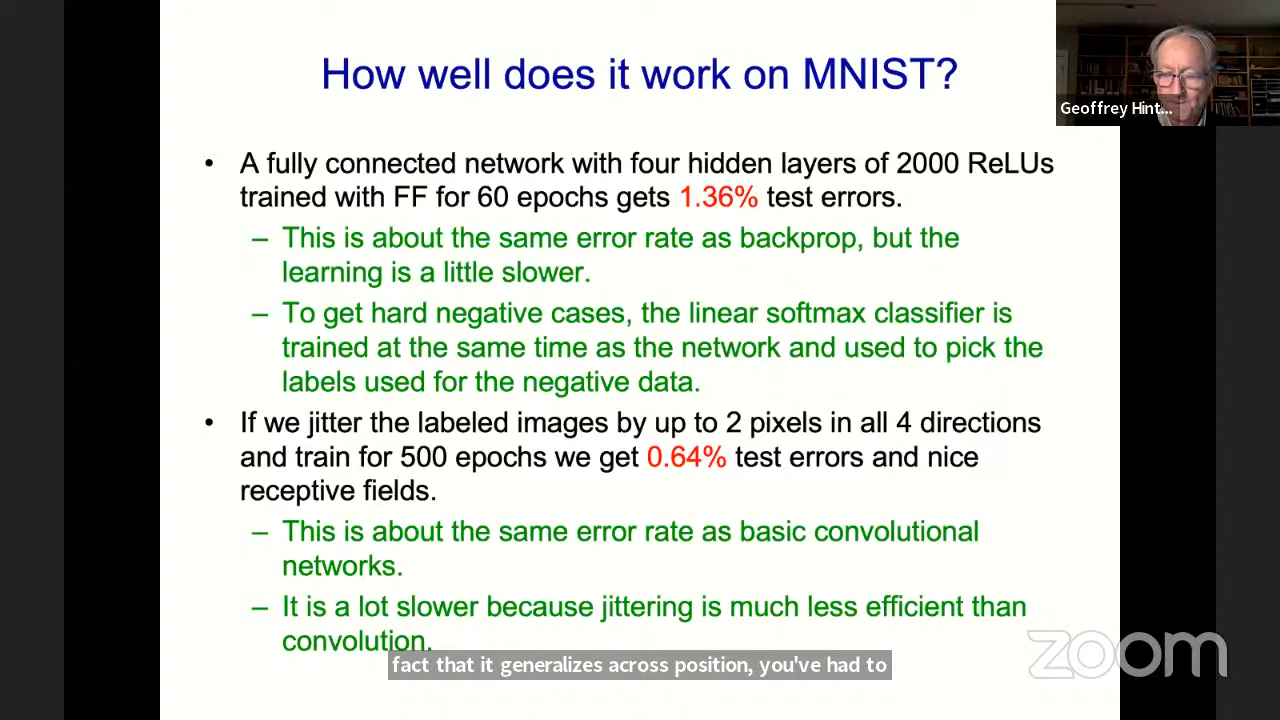 How well does it work on MNIST?
Geoffrey Hint...
• A fully connected network with four hidden layers of 2000 ReLUs
trained with FF for 60 epochs gets 1.36% test errors.
– This is about the same error rate as backprop, but the
learning is a little slower.
– To get hard negative cases, the linear softmax classifier is
trained at the same time as the network and used to pick the
labels used for the negative data.
• If we jitter the labeled images by up to 2 pixels in all 4 directions
and train for 500 epochs we get 0.64% test errors and nice
receptive fields.
– This is about the same error rate as basic convolutional
networks.
– It is a lot slower because jittering is much less efficient than
convolution.
fact that it generalizes across position, you've had to
zoom